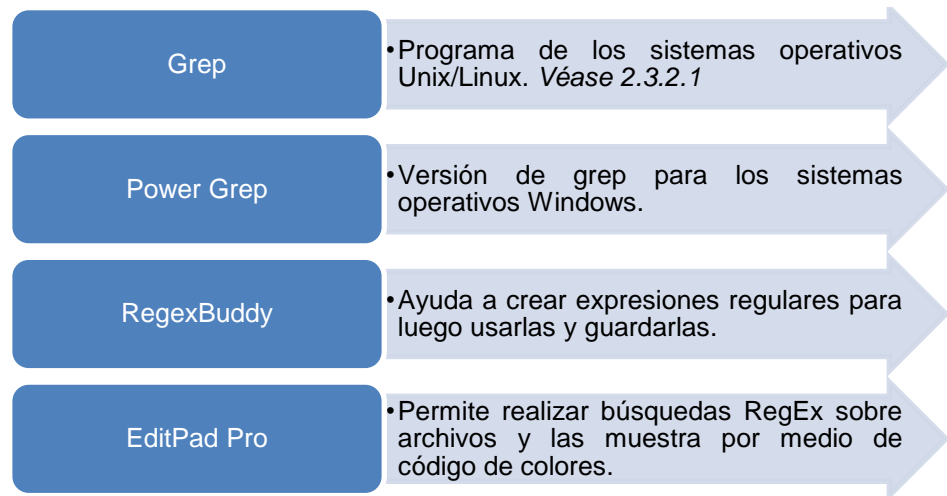 Grep
•Programa de los sistemas operativos
Unix/Linux. Véase 2.3.2.1
Power Grep
•Versión de grep para los sistemas
operativos Windows.
RegexBuddy
•Ayuda a crear expresiones regulares para
luego usarlas y guardarlas.
EditPad Pro
•Permite realizar búsquedas RegEx sobre
archivos y las muestra por medio de
código de colores.